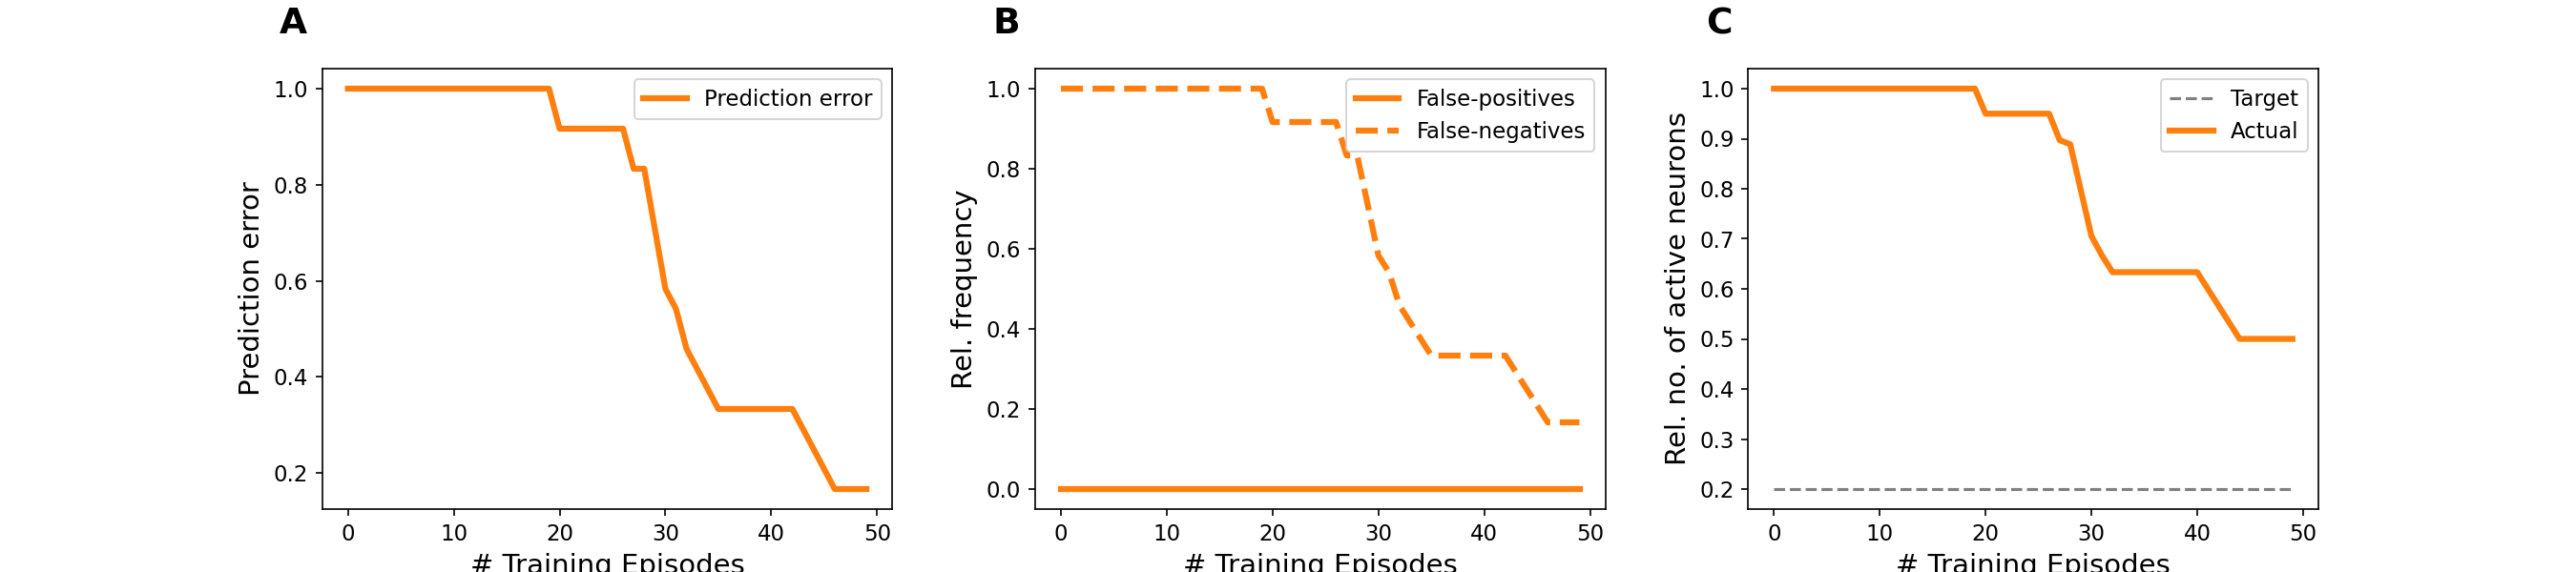 A
B
C
Prediction error
1.0
0.8
0.6
0.4
0.2
Prediction error
0
10
20
30
40
50
# Training Episodes
Rel. frequency
1.0
0.8
0.6
0.4
0.2
0.0
False-positives
False-negatives
0
10
20
30
40
50
# Training Episodes
Rel. no. of active neurons
1.0
0.9
0.8
0.7
0.6
0.5
0.4
0.3
0.2
Target
Actual
0
10
20
30
40
50
# Training Episodes